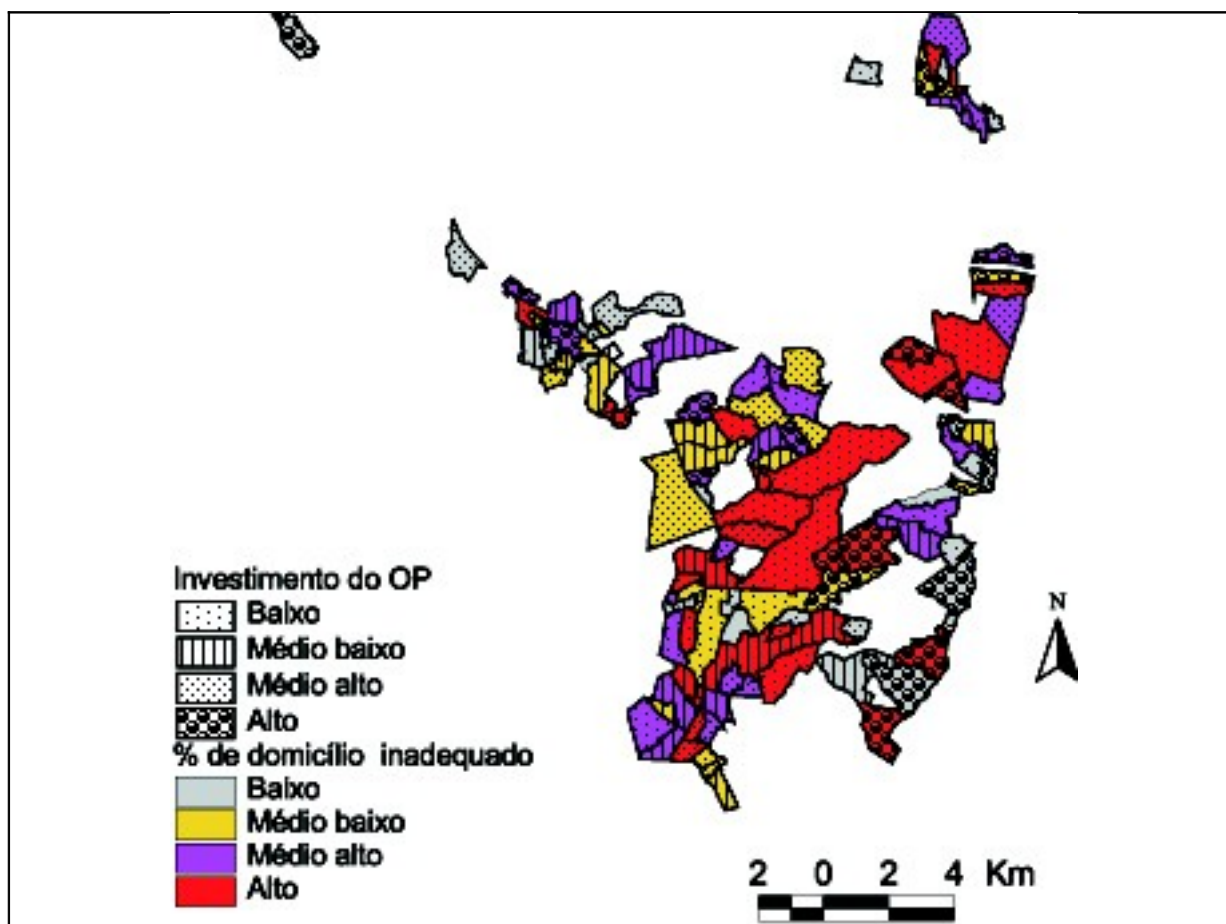 Investimento do OP
Baixo
Médio baixo
Médio alto
Alto
% de domicílio inadequado
Baixo
Médio baixo
Médio alto
Alto
N
2 0 2 4 Km